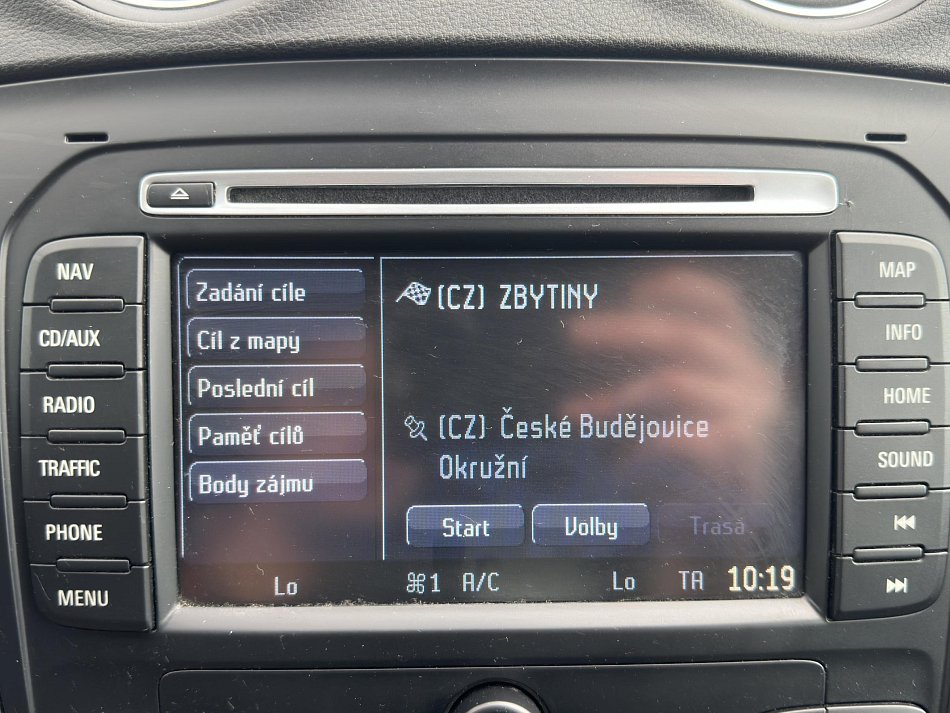 NAV
CD/AUX
RADIO
TRAFFIC
PHONE
MENU
Zadání cíle
Cíl z mapy
Poslední cíl
Paměť cílů
Body zájmu
(CZ) ZBYTINY
(CZ) České Budějovice
Okružní
Start Volby Trasa
Lo 1 A/C Lo TA 10:19
MAP
INFO
HOME
SOUND